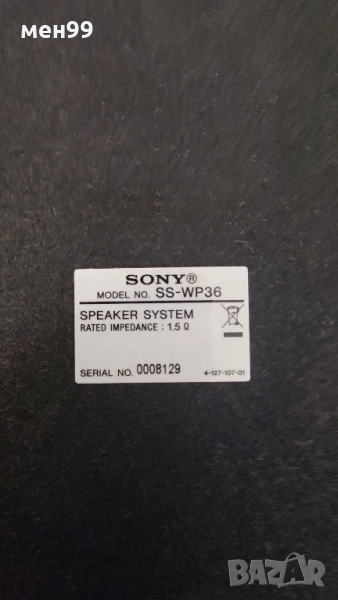 мен99
SONY®
MODEL NO. SS-WP36
SPEAKER SYSTEM
RATED IMPEDANCE : 1.5 Ω
SERIAL NO. 0008129
4-127-107-01
BAZAR